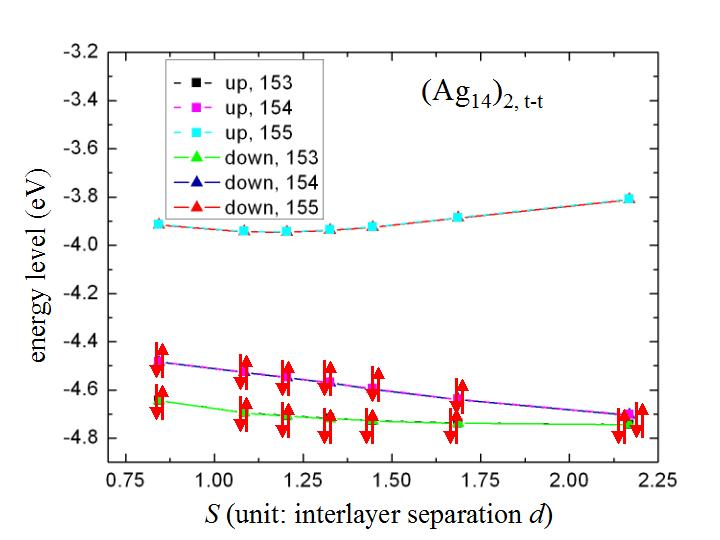 (Ag14)2, t-t
up, 153
up, 154
up, 155
down, 153
down, 154
down, 155
energy level (eV)
-3.2
-3.4
-3.6
-3.8
-4.0
-4.2
-4.4
-4.6
-4.8
0.75 1.00 1.25 1.50 1.75 2.00 2.25
S (unit: interlayer separation d)